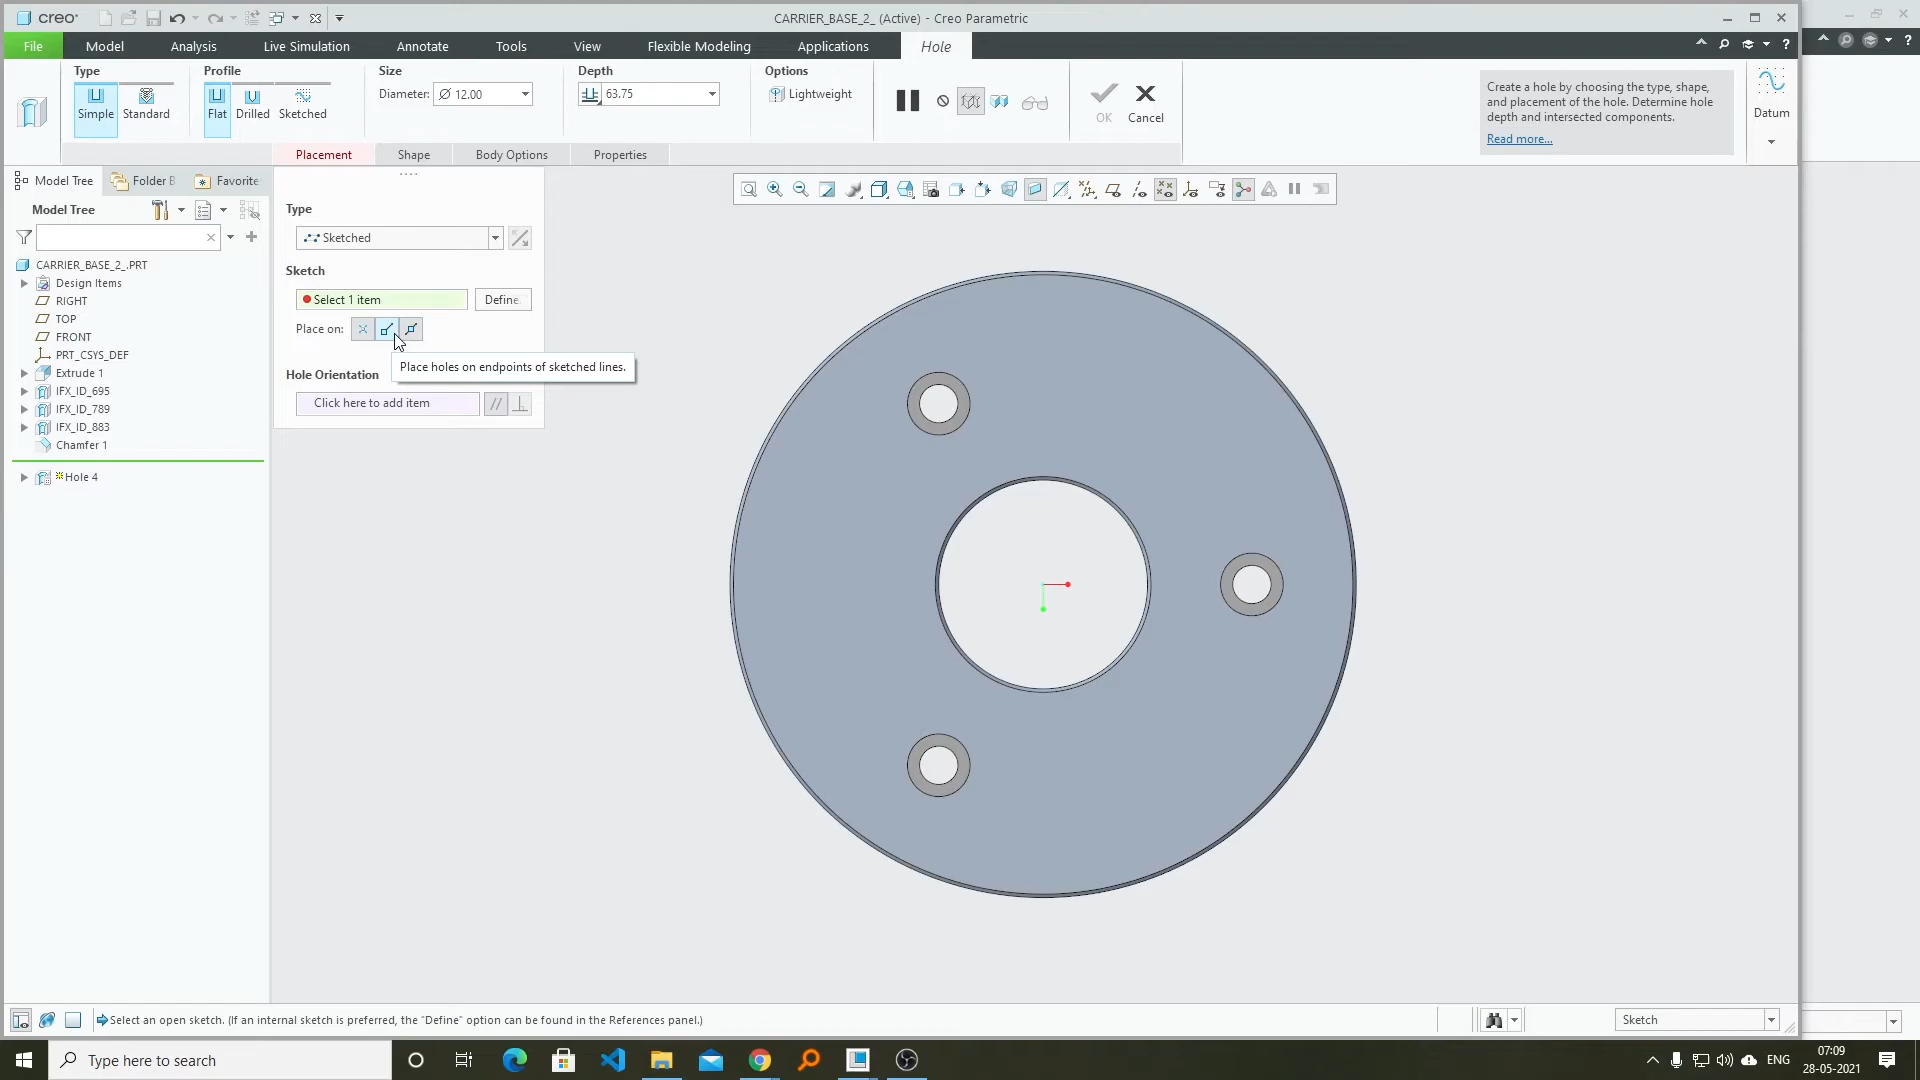 creo
CARRIER_BASE_2_ (Active) - Creo Parametric
File
Model
Analysis
Live Simulation
Annotate
Tools
View
Flexible Modeling
Applications
Hole
Type
Simple
Standard
Profile
Flat
Drilled
Sketched
Size
Diameter:
Ø 12.00
Depth
63.75
Options
Lightweight
OK
Cancel
Create a hole by choosing the type, shape,
and placement of the hole. Determine hole
depth and intersected components.
Read more...
Datum
Placement
Shape
Body Options
Properties
Model Tree
Folder B
Favorite
Model Tree
CARRIER_BASE_2_.PRT
Design Items
RIGHT
TOP
FRONT
PRT_CSYS_DEF
Extrude 1
IFX_ID_695
IFX_ID_789
IFX_ID_883
Chamfer 1
Hole 4
Type
Sketched
Sketch
Select 1 item
Define.
Place on:
Place holes on endpoints of sketched lines.
Hole Orientation
Click here to add item
Select an open sketch. (If an internal sketch is preferred, the "Define" option can be found in the References panel.)
Sketch
Type here to search
ENG
07:09
28-05-2021